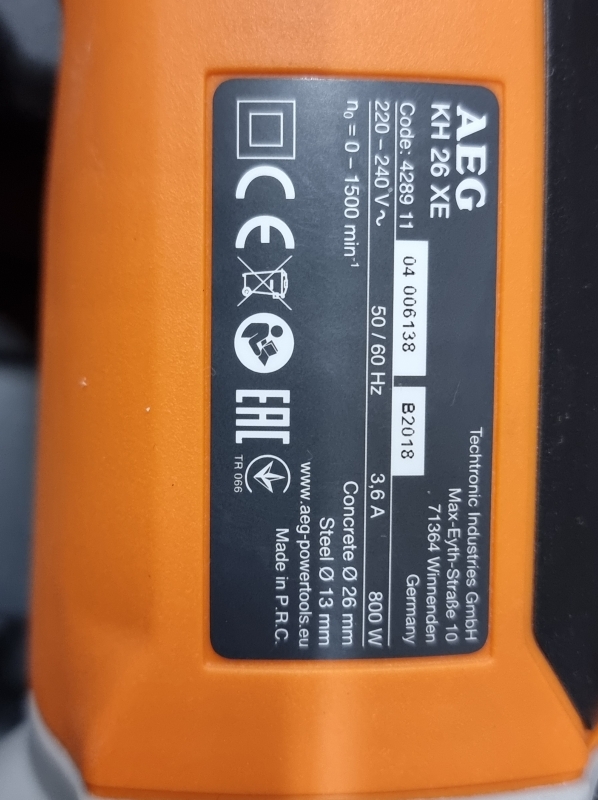 AEG
KH 26 XE
Techtronic Industries GmbH
Max-Eyth-Straße 10
71364 Winnenden
Germany
Code: 4289 11 04 006138 B2018
220 – 240 V ~ 50 / 60 Hz 3,6 A 800 W
n₀ = 0 – 1500 min⁻¹
Concrete Ø 26 mm
Steel Ø 13 mm
www.aeg-powertools.eu
Made in P.R.C.
CE
EAC
TR 066